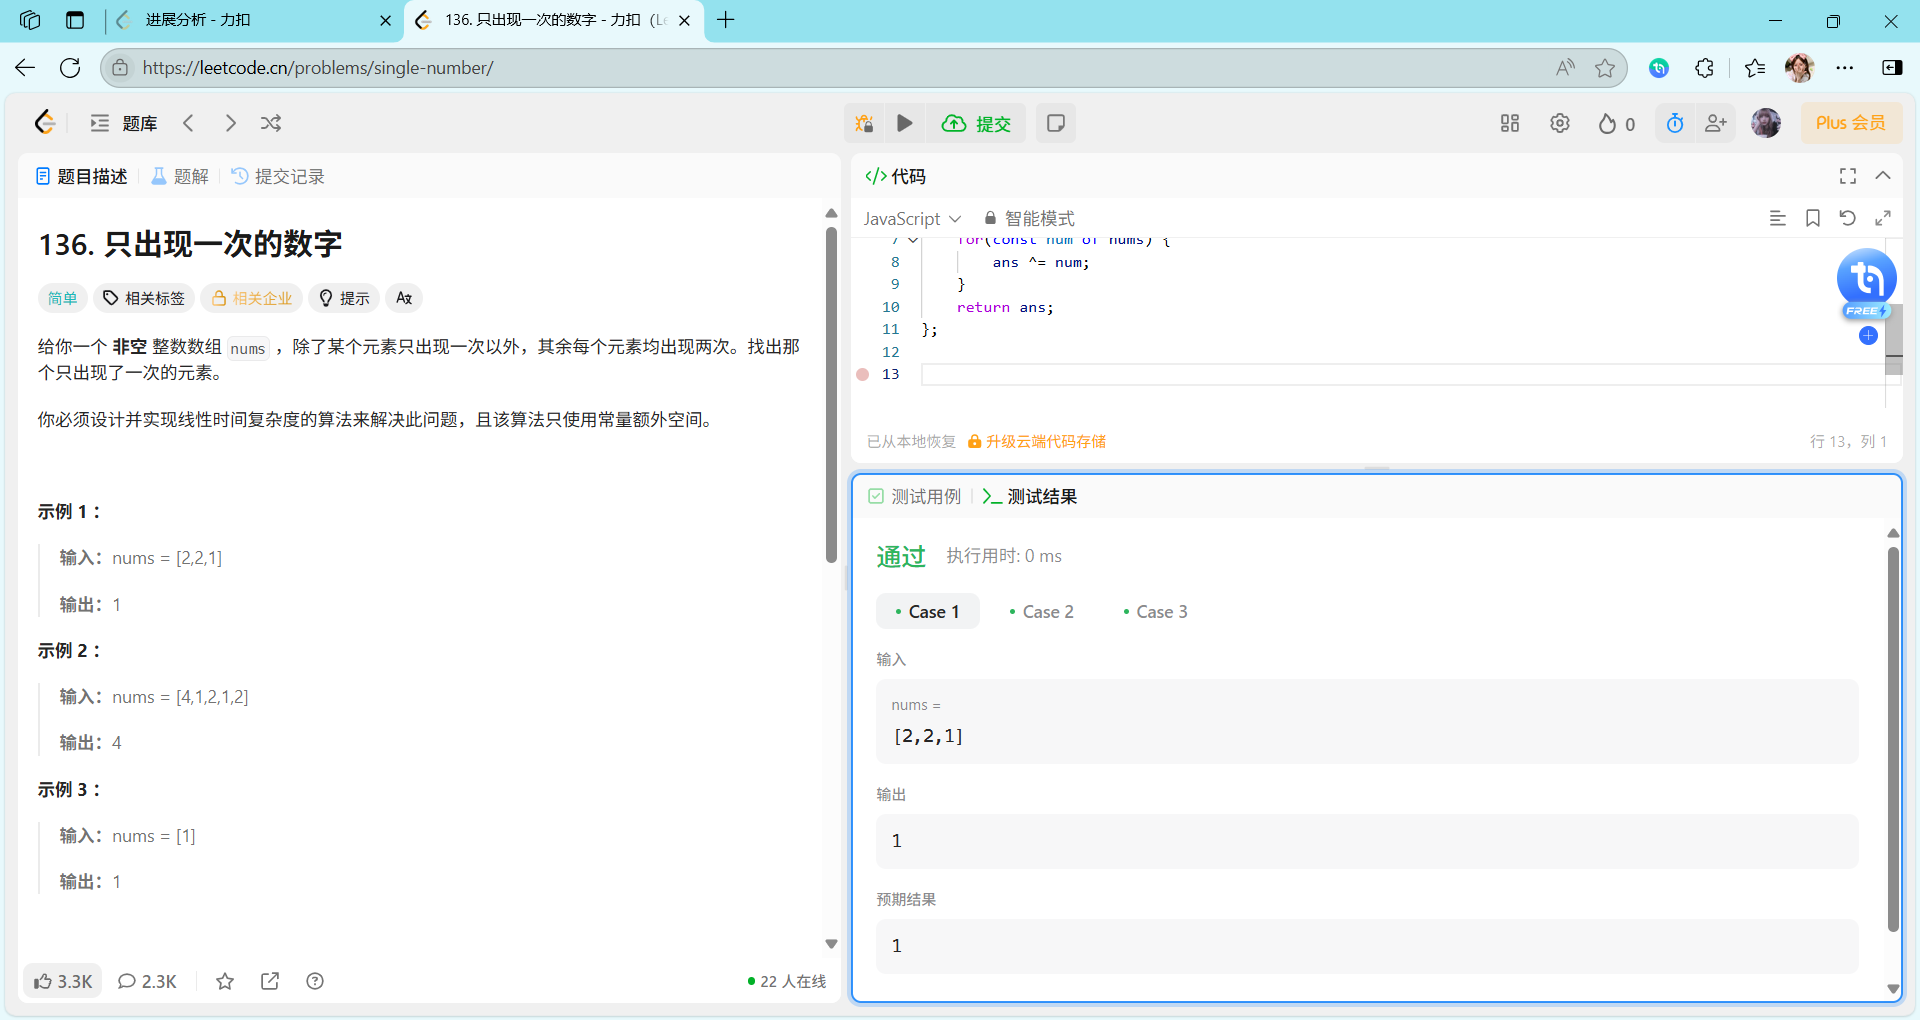 进展分析 - 力扣
136. 只出现一次的数字 - 力扣（Le
https://leetcode.cn/problems/single-number/
题库
提交
0
Plus 会员
题目描述
题解
提交记录
136. 只出现一次的数字
简单
相关标签
相关企业
提示
给你一个 非空 整数数组 nums ，除了某个元素只出现一次以外，其余每个元素均出现两次。找出那
个只出现了一次的元素。
你必须设计并实现线性时间复杂度的算法来解决此问题，且该算法只使用常量额外空间。
示例 1 ：
输入：nums = [2,2,1]
输出：1
示例 2 ：
输入：nums = [4,1,2,1,2]
输出：4
示例 3 ：
输入：nums = [1]
输出：1
3.3K
2.3K
22 人在线
</> 代码
JavaScript
智能模式
7 for(const num of nums) {
8 ans ^= num;
9 }
10 return ans;
11 };
12
13
FREE
已从本地恢复
升级云端代码存储
行 13，列 1
测试用例
测试结果
通过
执行用时: 0 ms
Case 1
Case 2
Case 3
输入
nums =
[2,2,1]
输出
1
预期结果
1